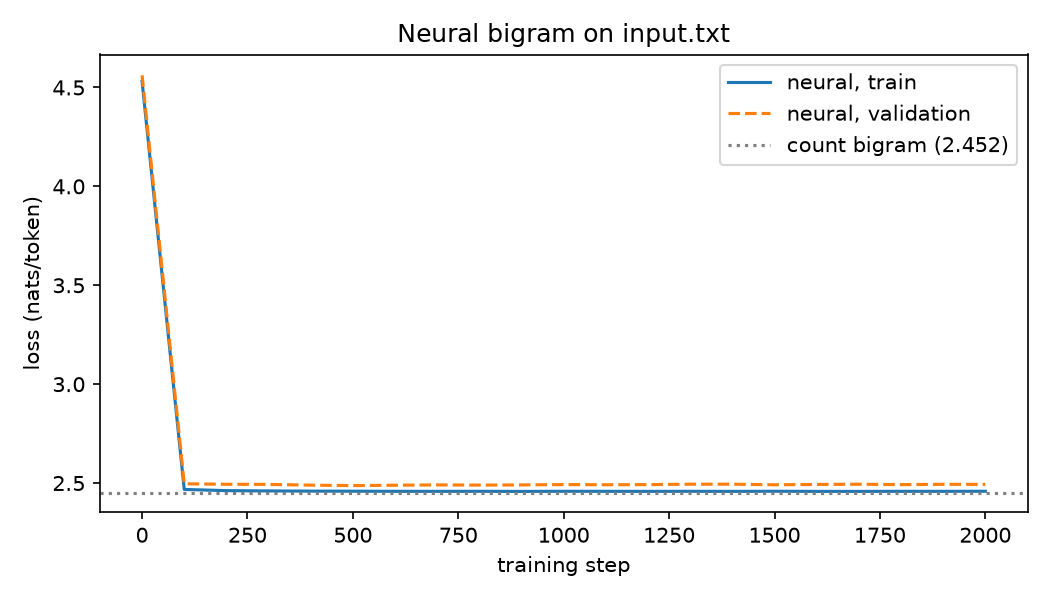 Neural bigram on input.txt
neural, train
neural, validation
count bigram (2.452)
4.5
4.0
3.5
3.0
2.5
loss (nats/token)
0 250 500 750 1000 1250 1500 1750 2000
training step